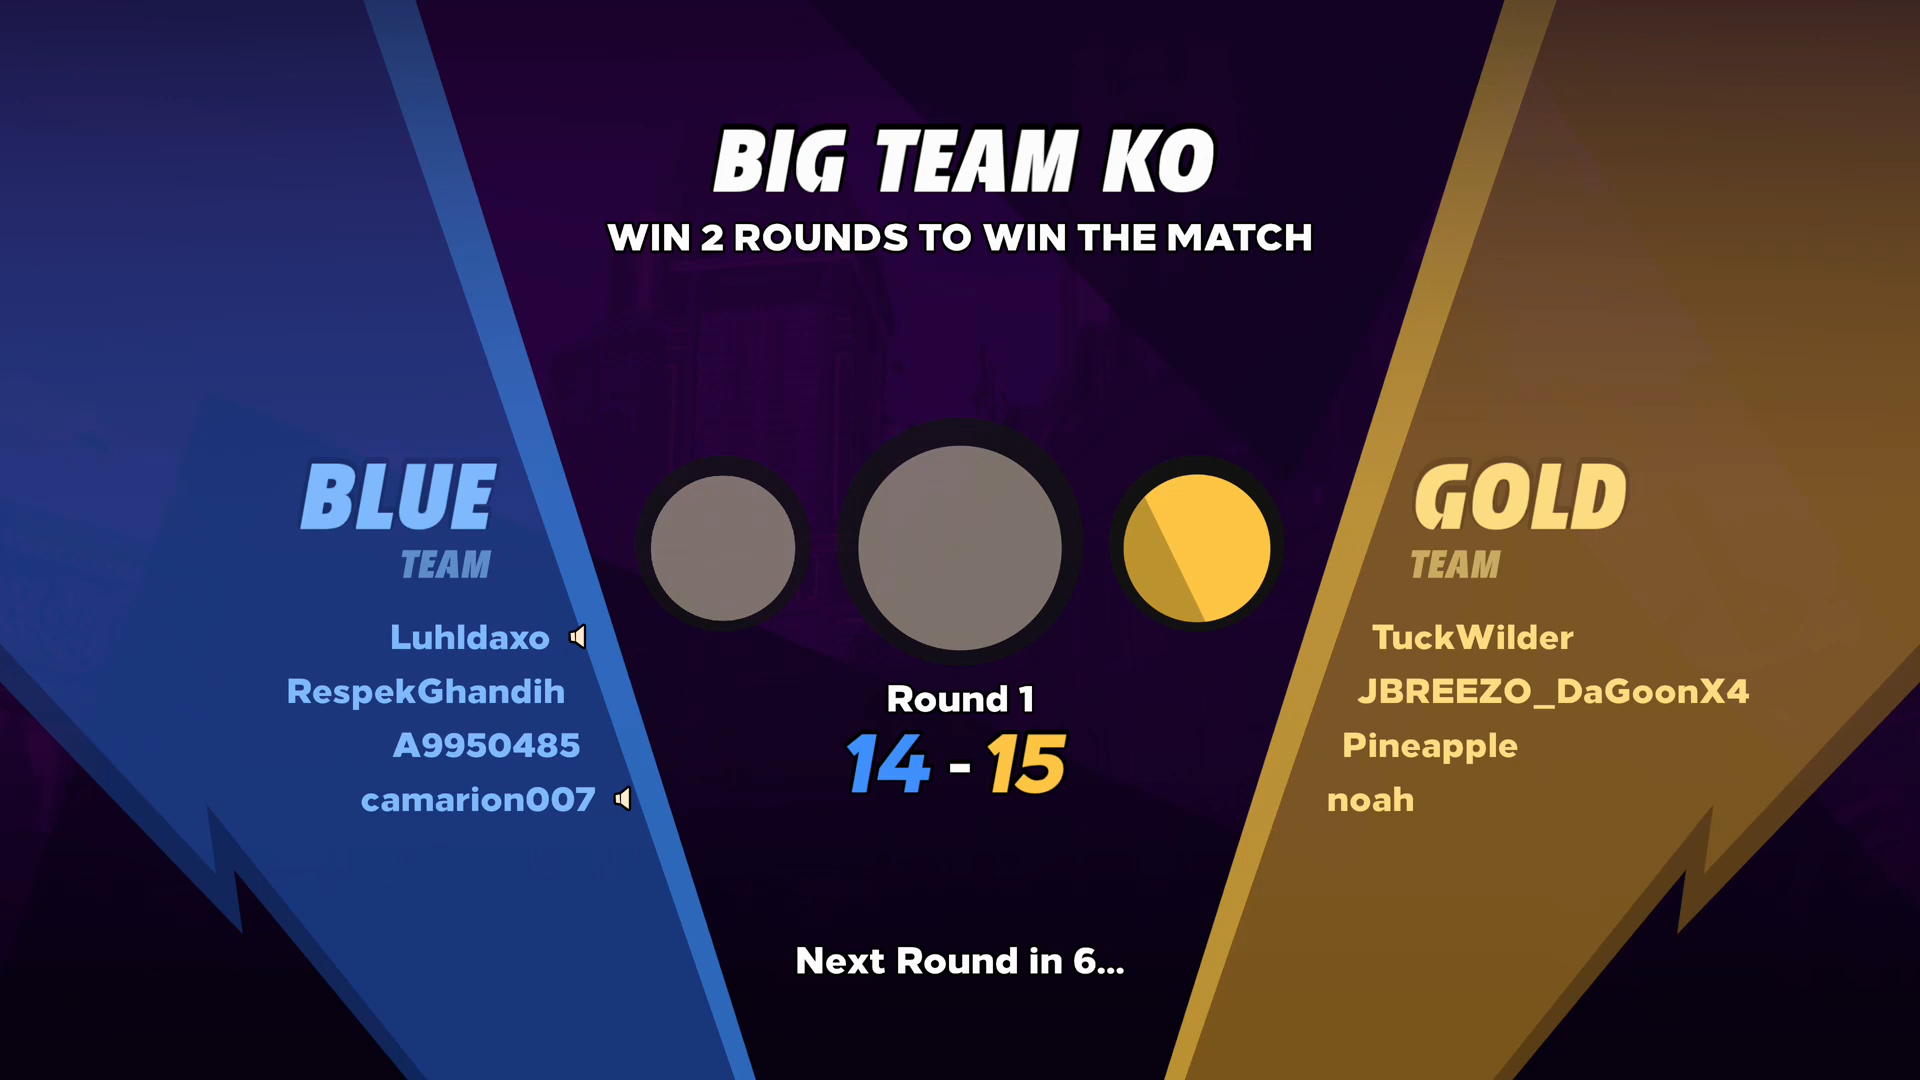 BIG TEAM KO
WIN 2 ROUNDS TO WIN THE MATCH
BLUE
TEAM
Luhldaxo
RespekGhandih
A9950485
camarion007
Round 1
14 - 15
GOLD
TEAM
TuckWilder
JBREEZO_DaGoonX4
Pineapple
noah
Next Round in 6...